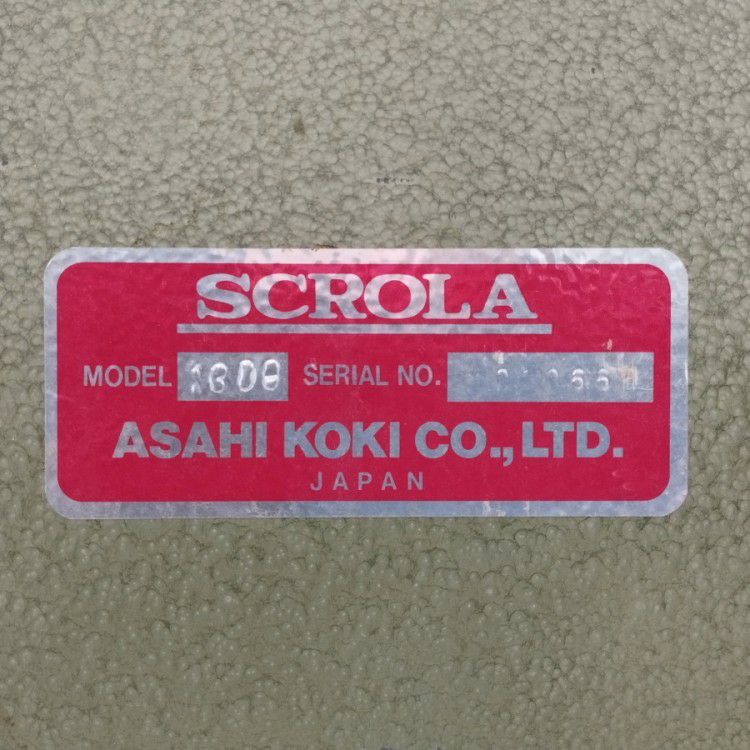 SCROLA
MODEL SERIAL NO.
ASAHI KOKI CO., LTD.
JAPAN